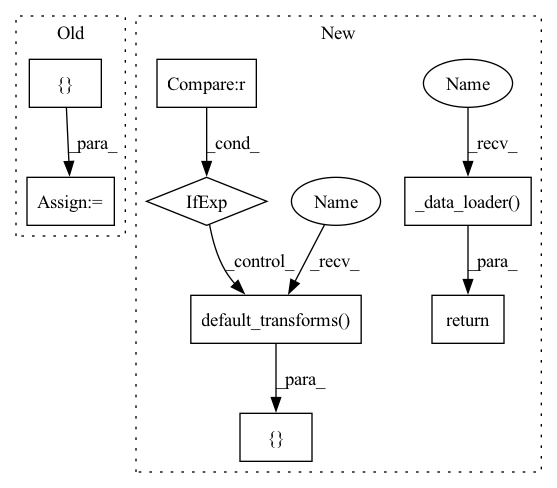 Old
New
{}
Compare:r
Name
_para_
_cond_
_recv_
Assign:=
IfExp
Name
_data_loader()
_control_
_recv_
_para_
default_transforms()
return
_para_
{}